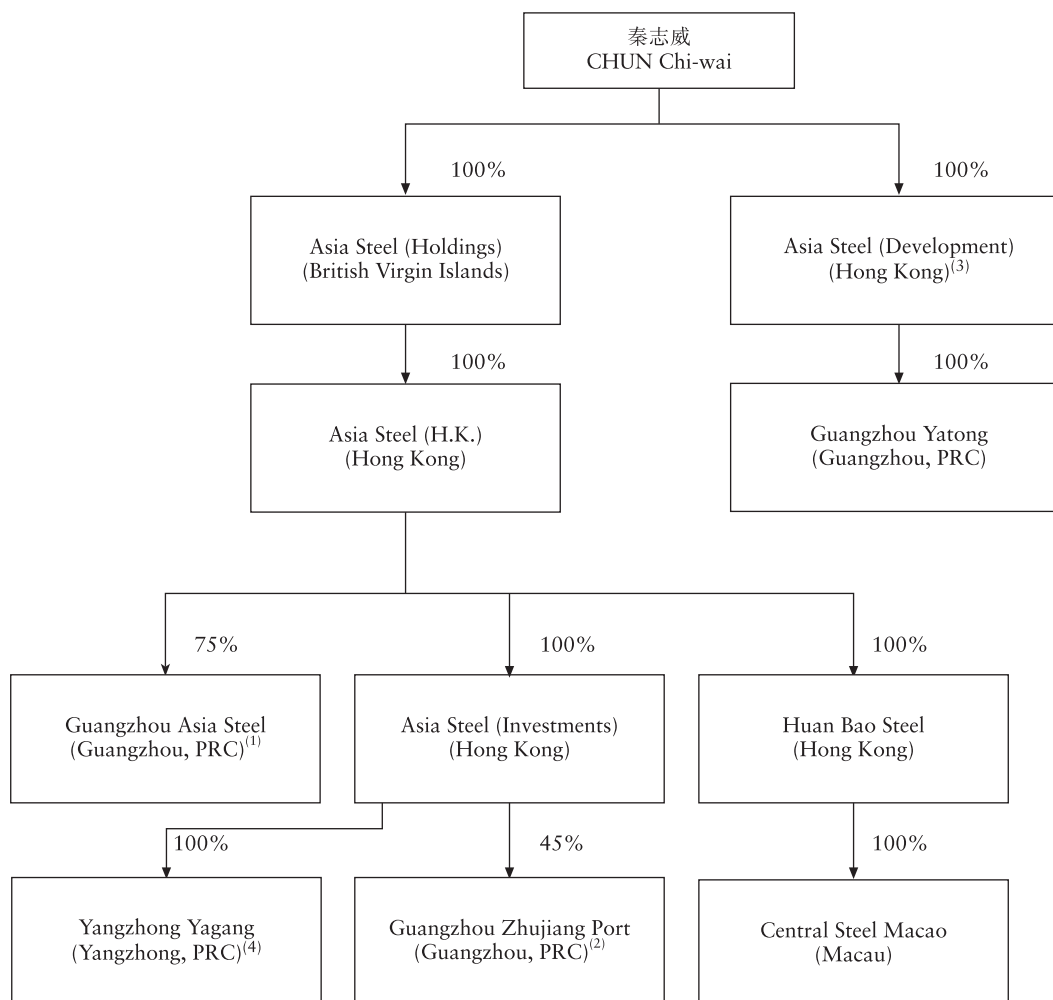 秦志威
CHUN Chi-wai
100%
100%
Asia Steel (Holdings)
(British Virgin Islands)
Asia Steel (Development)
(Hong Kong)(3)
100%
100%
Asia Steel (H.K.)
(Hong Kong)
Guangzhou Yatong
(Guangzhou, PRC)
75%
100%
100%
Guangzhou Asia Steel
(Guangzhou, PRC)(1)
Asia Steel (Investments)
(Hong Kong)
Huan Bao Steel
(Hong Kong)
100%
45%
100%
Yangzhong Yagang
(Yangzhong, PRC)(4)
Guangzhou Zhujiang Port
(Guangzhou, PRC)(2)
Central Steel Macao
(Macau)